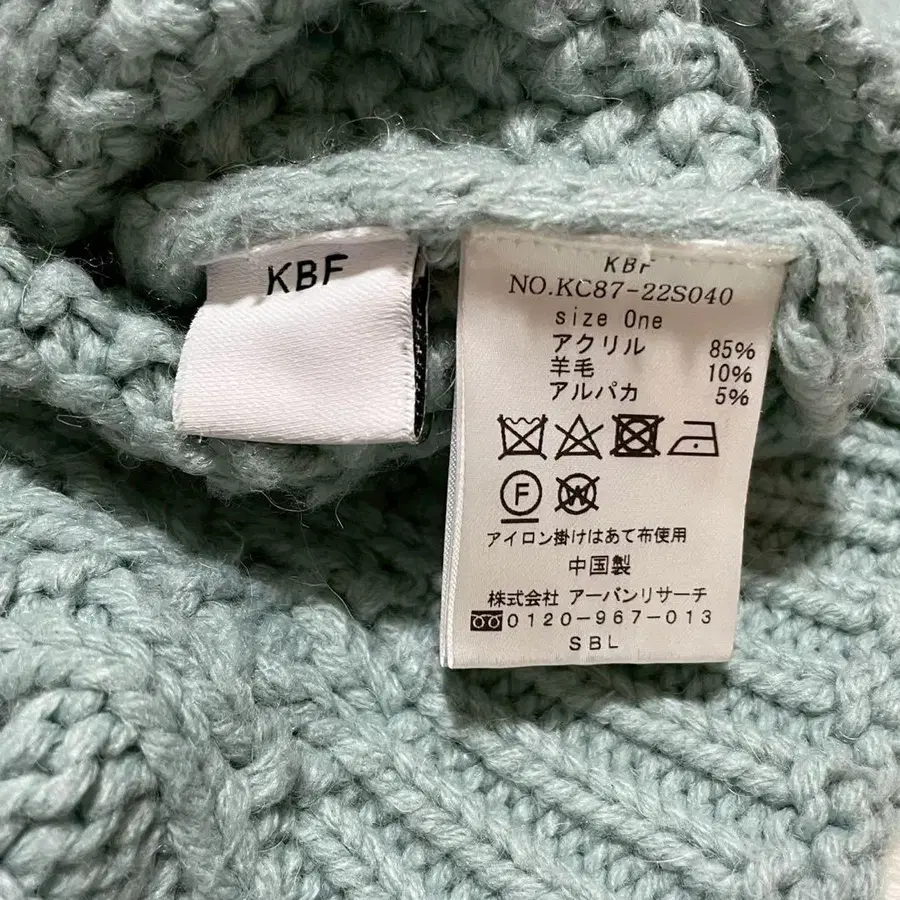 KBF
KBF
NO.KC87-22S040
size One
アクリル 85%
羊毛 10%
アルパカ 5%
F
W
アイロン掛けはあて布使用
中国製
株式会社 アーバンリサーチ
0120-967-013
SBL